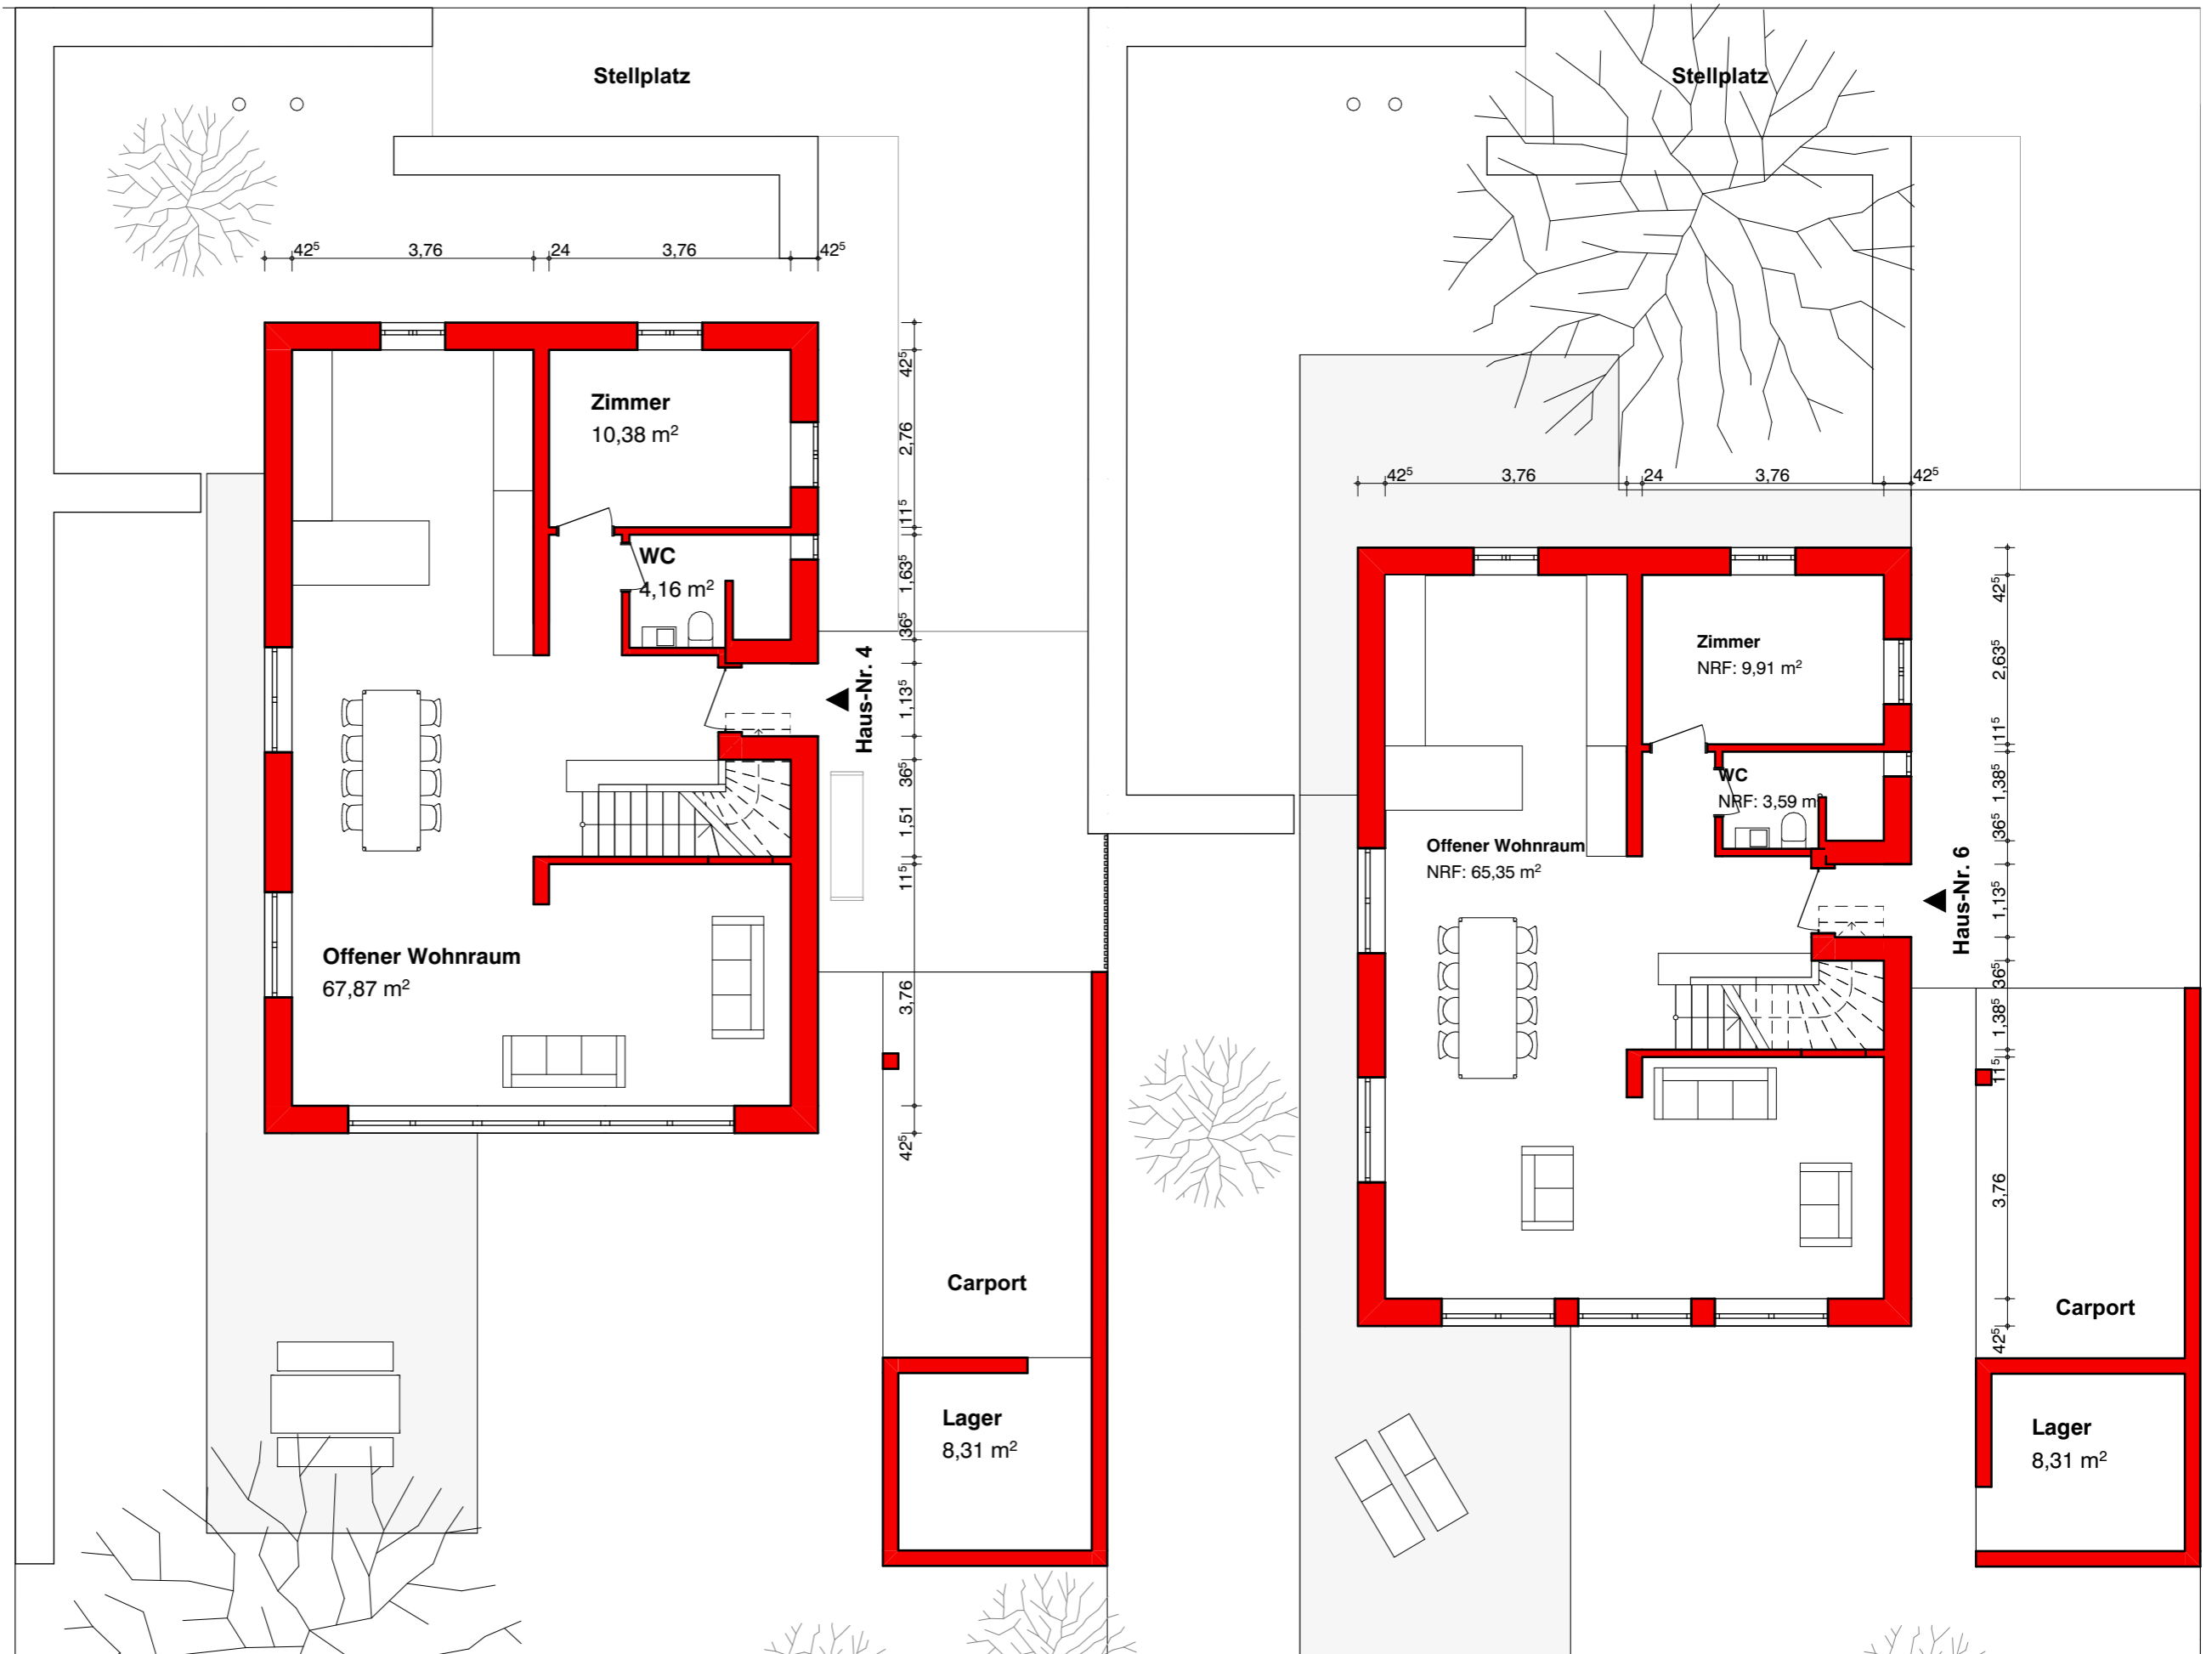 Stellplatz
42⁵ 3,76 24 3,76 42⁵
Zimmer
10,38 m²
WC
4,16 m²
Offener Wohnraum
67,87 m²
42⁵
2,76
11⁵
1,63⁵
36⁵
1,13⁵
36⁵
1,51
11⁵
3,76
42⁵
Haus-Nr. 4
Carport
Lager
8,31 m²
Stellplatz
42⁵ 3,76 24 3,76 42⁵
Zimmer
NRF: 9,91 m²
WC
NRF: 3,59 m²
Offener Wohnraum
NRF: 65,35 m²
42⁵
2,63⁵
11⁵
1,38⁵
36⁵
1,13⁵
36⁵
1,38⁵
11⁵
3,76
42⁵
Haus-Nr. 6
Carport
Lager
8,31 m²